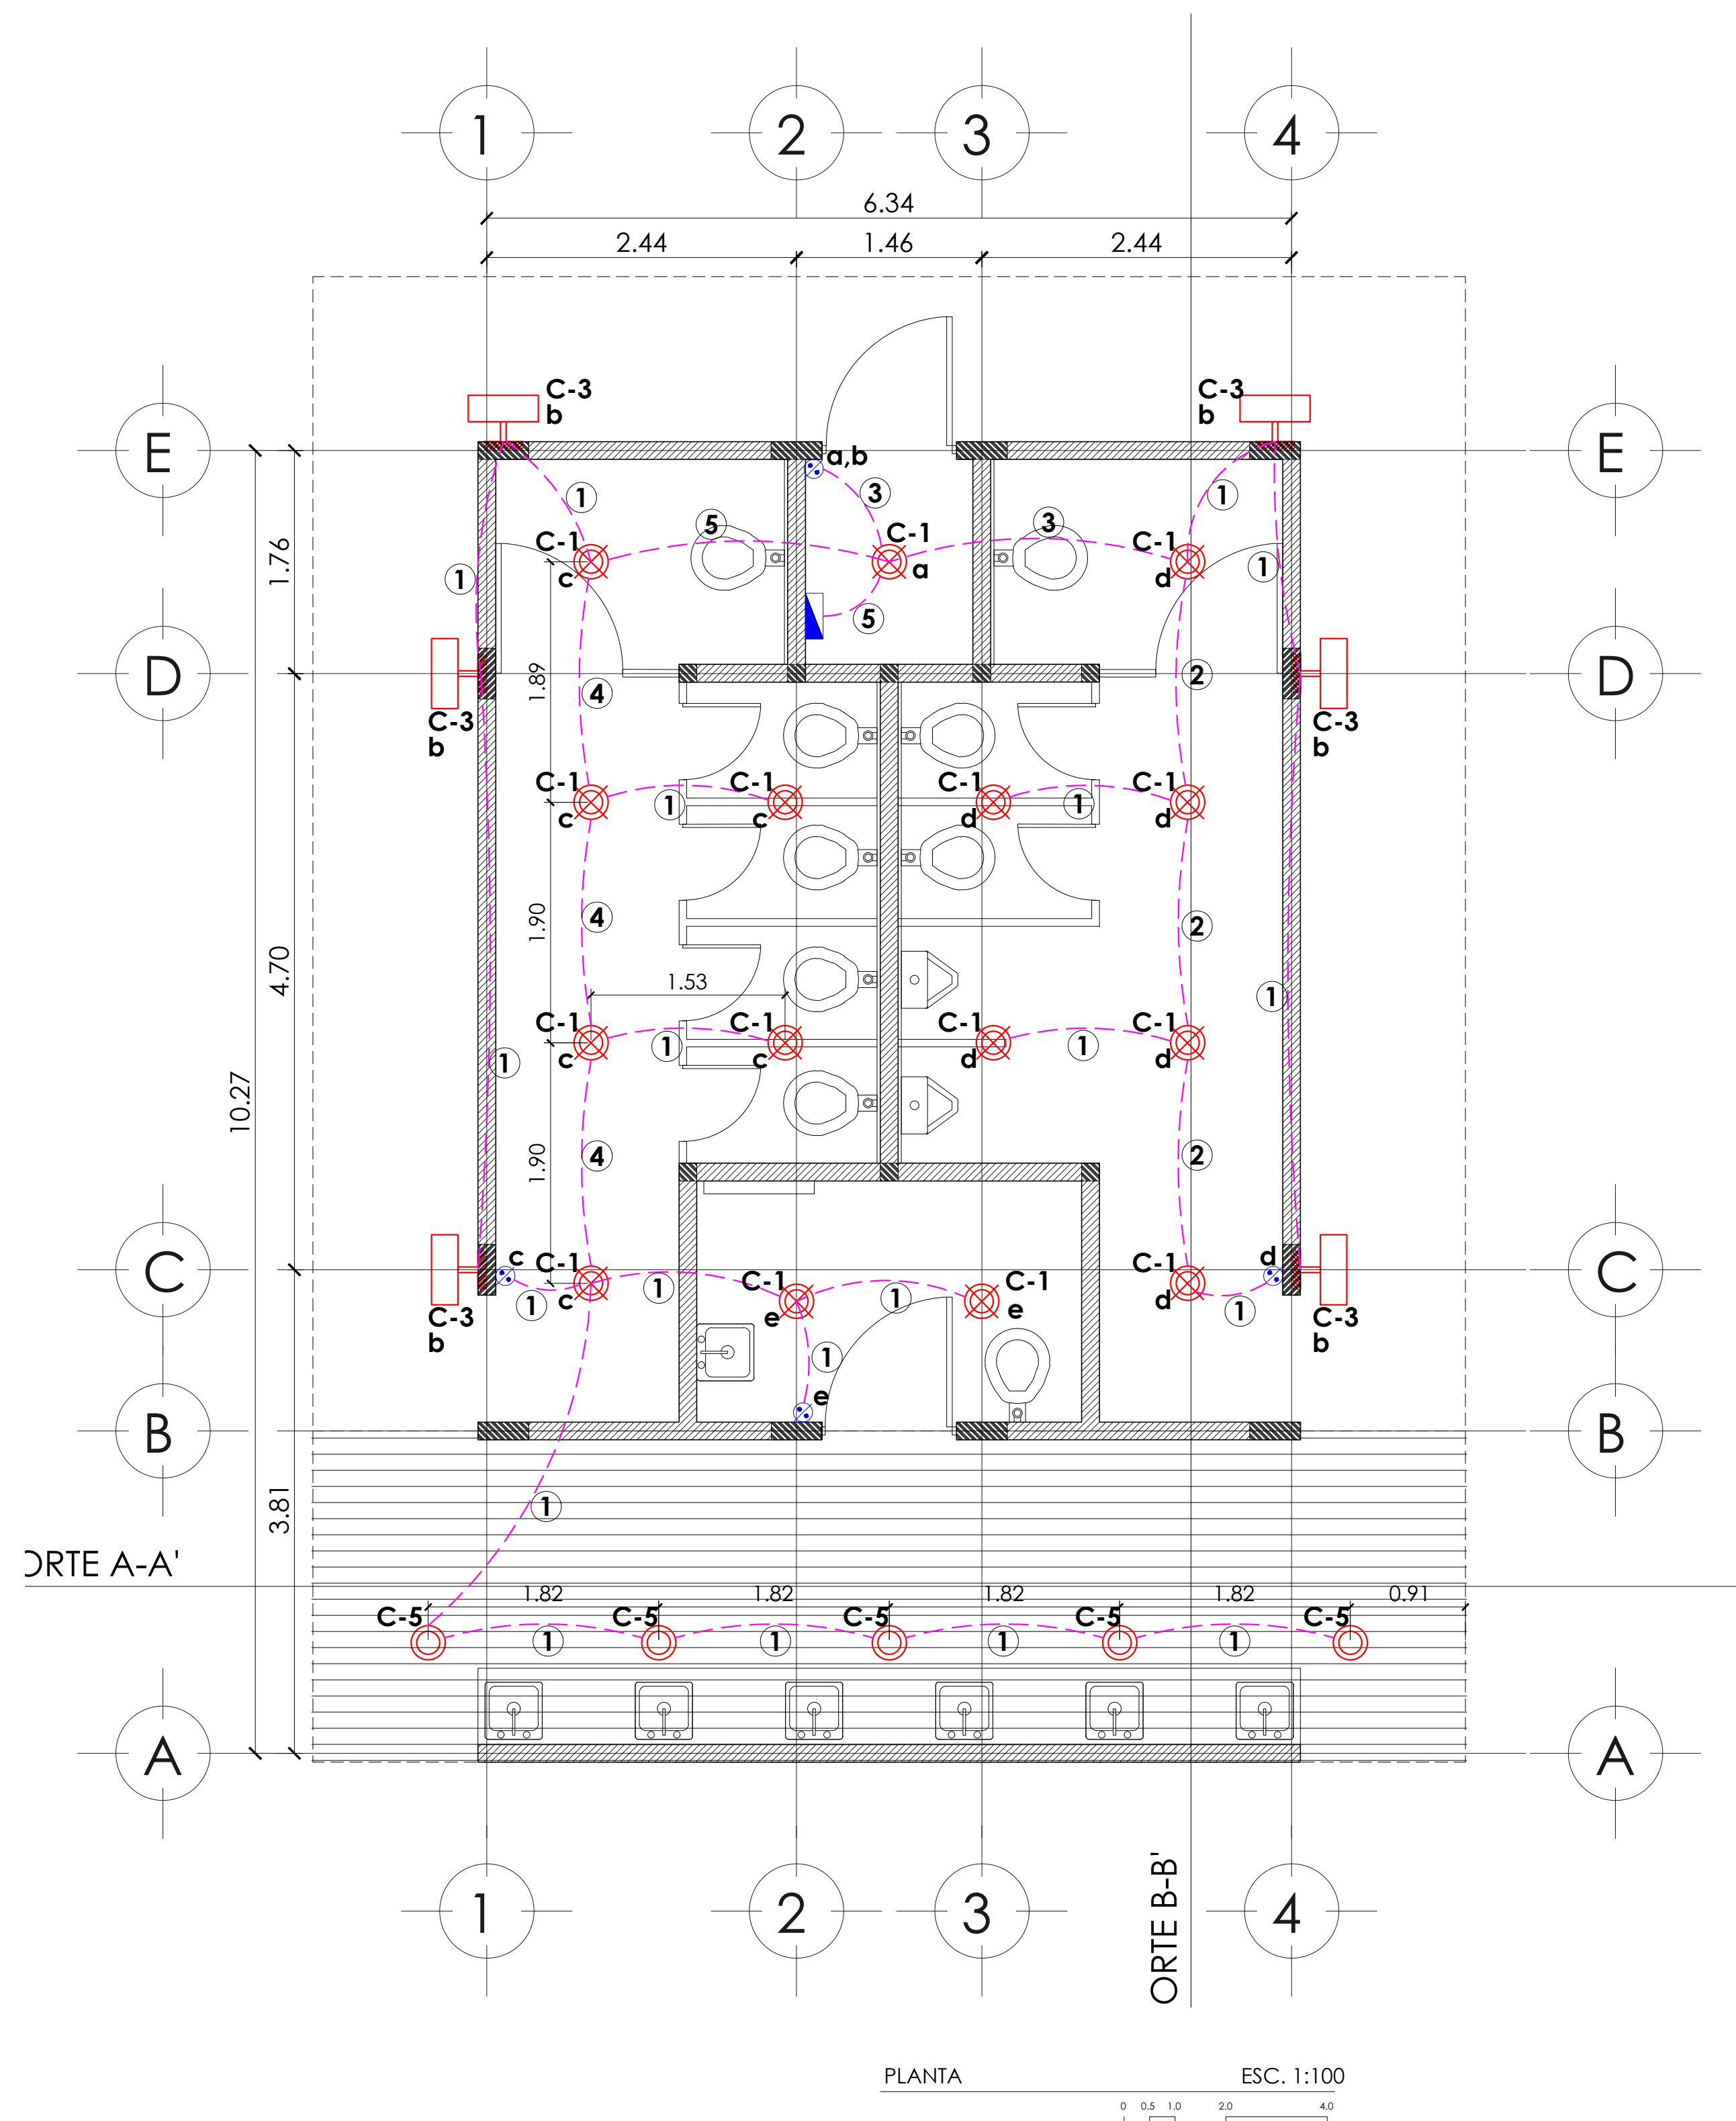 1 2 3 4
6.34
2.44 1.46 2.44
C-3 C-3
b b
E a,b E
1 3 1
5 3
C-1 C-1 C-1
c a d
1.76 1 1
5
D 1.89 4 2 D
C-3 C-3
b b
C-1 C-1 C-1 C-1
c 1 c d 1 d
1.90 4 2
4.70 1.53
1
C-1 C-1 C-1 C-1
c 1 c d 1 d
1
10.27
1.90 4 2
C c C-1 C-1 C-1 C-1 d C
1 c 1 e 1 e d 1
C-3 C-3
b b
1
e
B B
3.81 1
ORTE A-A'
1.82 1.82 1.82 1.82 0.91
C-5 C-5 C-5 C-5 C-5
1 1 1 1
A A
1 2 3 4
ORTE B-B'
PLANTA ESC. 1:100
0 0.5 1.0 2.0 4.0